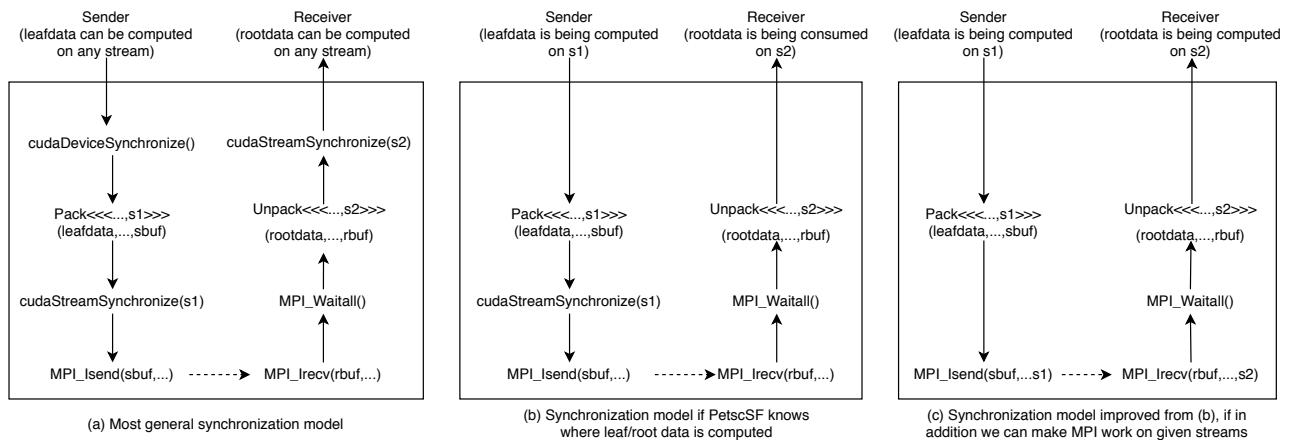 Sender
(leafdata can be computed
on any stream)
Receiver
(rootdata can be computed
on any stream)
cudaDeviceSynchronize()
Pack<<<...,s1>>>
(leafdata,...,sbuf)
cudaStreamSynchronize(s1)
MPI_Isend(sbuf,...)
cudaStreamSynchronize(s2)
Unpack<<<...,s2>>>
(rootdata,...,rbuf)
MPI_Waitall()
MPI_Irecv(rbuf,...)
(a) Most general synchronization model
Sender
(leafdata is being computed
on s1)
Receiver
(rootdata is being consumed
on s2)
Pack<<<...,s1>>>
(leafdata,...,sbuf)
cudaStreamSynchronize(s1)
MPI_Isend(sbuf,...)
Unpack<<<...,s2>>>
(rootdata,...,rbuf)
MPI_Waitall()
MPI_Irecv(rbuf,...)
(b) Synchronization model if PetscSF knows
where leaf/root data is computed
Sender
(leafdata is being computed
on s1)
Receiver
(rootdata is being computed
on s2)
Pack<<<...,s1>>>
(leafdata,...,sbuf)
MPI_Isend(sbuf,...s1)
Unpack<<<...,s2>>>
(rootdata,...,rbuf)
MPI_Waitall()
MPI_Irecv(rbuf,...,s2)
(c) Synchronization model improved from (b), if in
addition we can make MPI work on given streams